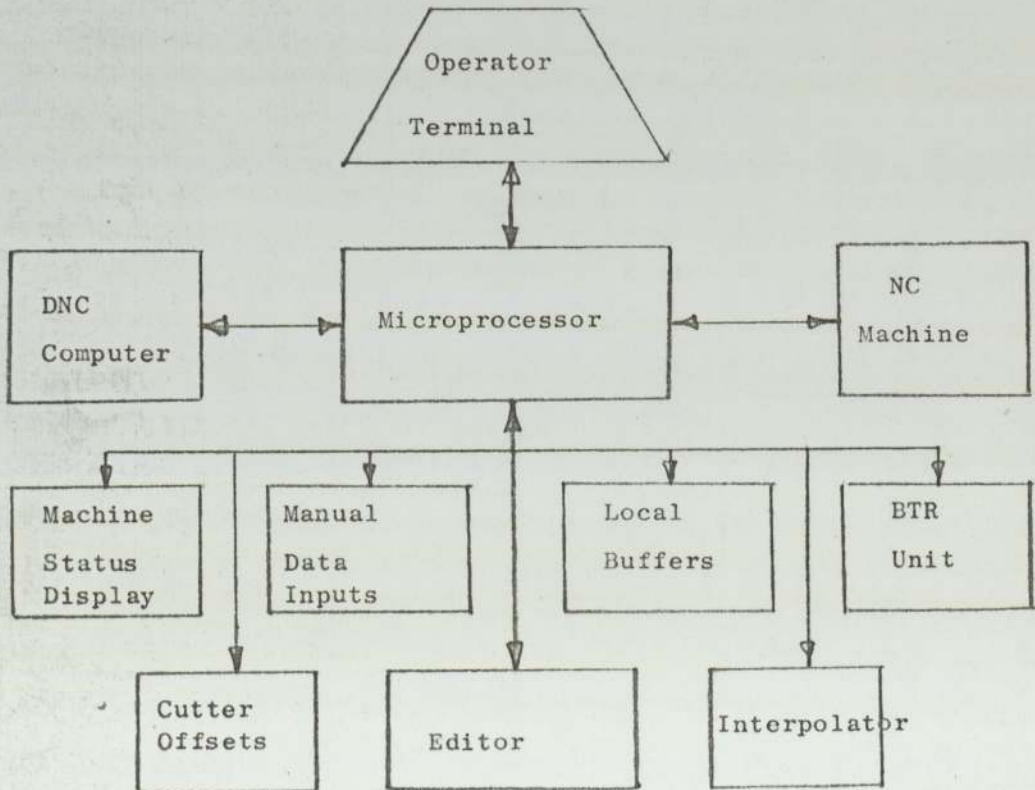 Operator
Terminal
DNC
Computer
Microprocessor
NC
Machine
Machine
Status
Display
Manual
Data
Inputs
Local
Buffers
BTR
Unit
Cutter
Offsets
Editor
Interpolator